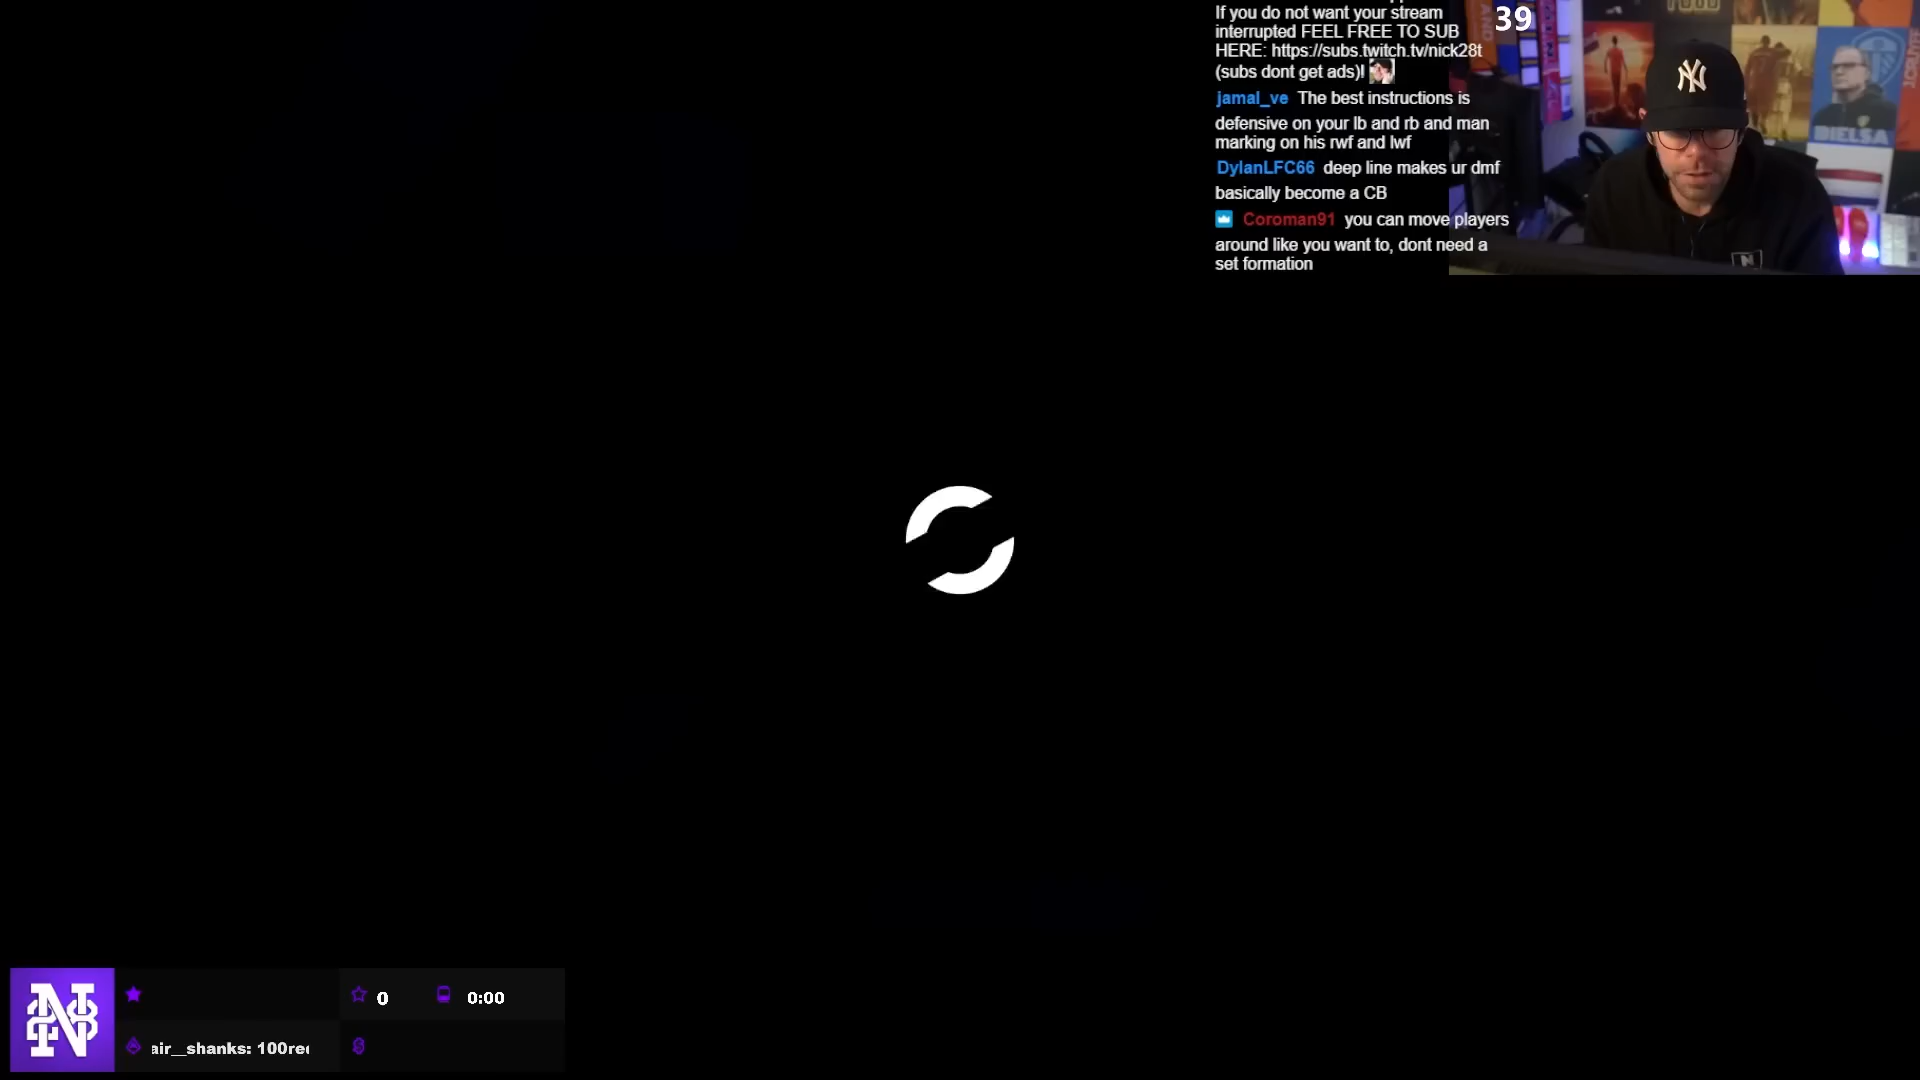 If you do not want your stream
interrupted FEEL FREE TO SUB
HERE: https://subs.twitch.tv/nick28t
(subs dont get ads)!
jamal_ve The best instructions is
defensive on your lb and rb and man
marking on his rwf and lwf
DylanLFC66 deep line makes ur dmf
basically become a CB
Coroman91 you can move players
around like you want to, dont need a
set formation
39
NY
BIELSA
N
0
0:00
air__shanks: 100